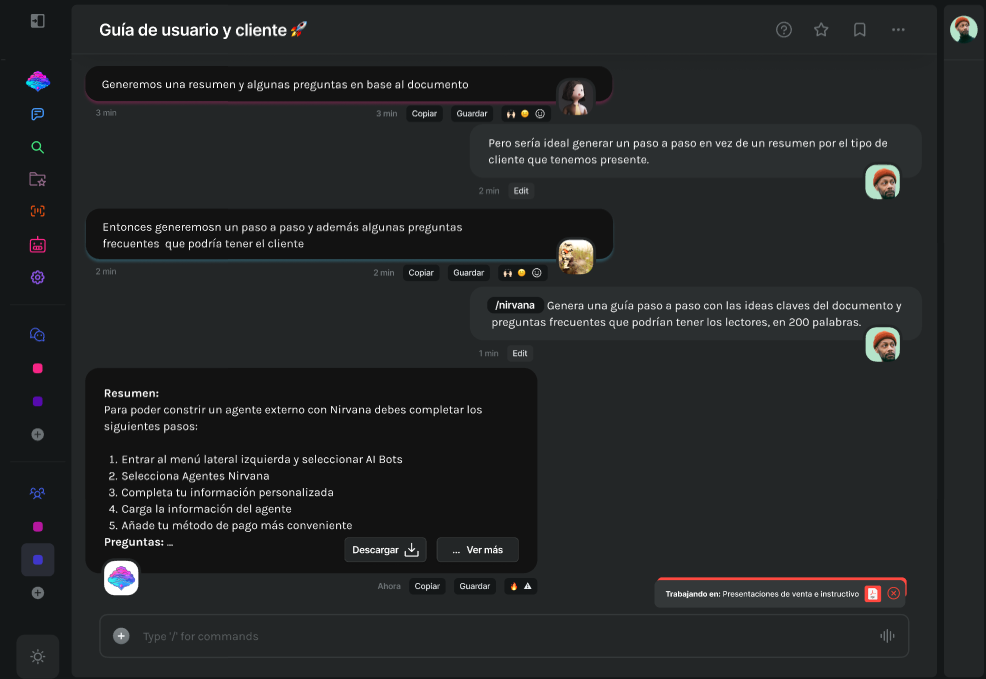 Guía de usuario y cliente🚀
Generemos una resumen y algunas preguntas en base al documento
3 min
3 min Copiar Guardar
Pero sería ideal generar un paso a paso en vez de un resumen por el tipo de
cliente que tenemos presente.
2 min Edit
Entonces generemosn un paso a paso y además algunas preguntas
frecuentes que podría tener el cliente
2 min
2 min Copiar Guardar
/nirvana Genera una guía paso a paso con las ideas claves del documento y
preguntas frecuentes que podrían tener los lectores, en 200 palabras.
1 min Edit
Resumen:
Para poder constrir un agente externo con Nirvana debes completar los
siguientes pasos:
1. Entrar al menú lateral izquierda y seleccionar AI Bots
2. Selecciona Agentes Nirvana
3. Completa tu información personalizada
4. Carga la información del agente
5. Añade tu método de pago más conveniente
Preguntas: ...
Descargar ... Ver más
Ahora Copiar Guardar
Trabajando en: Presentaciones de venta e instructivo
Type '/' for commands